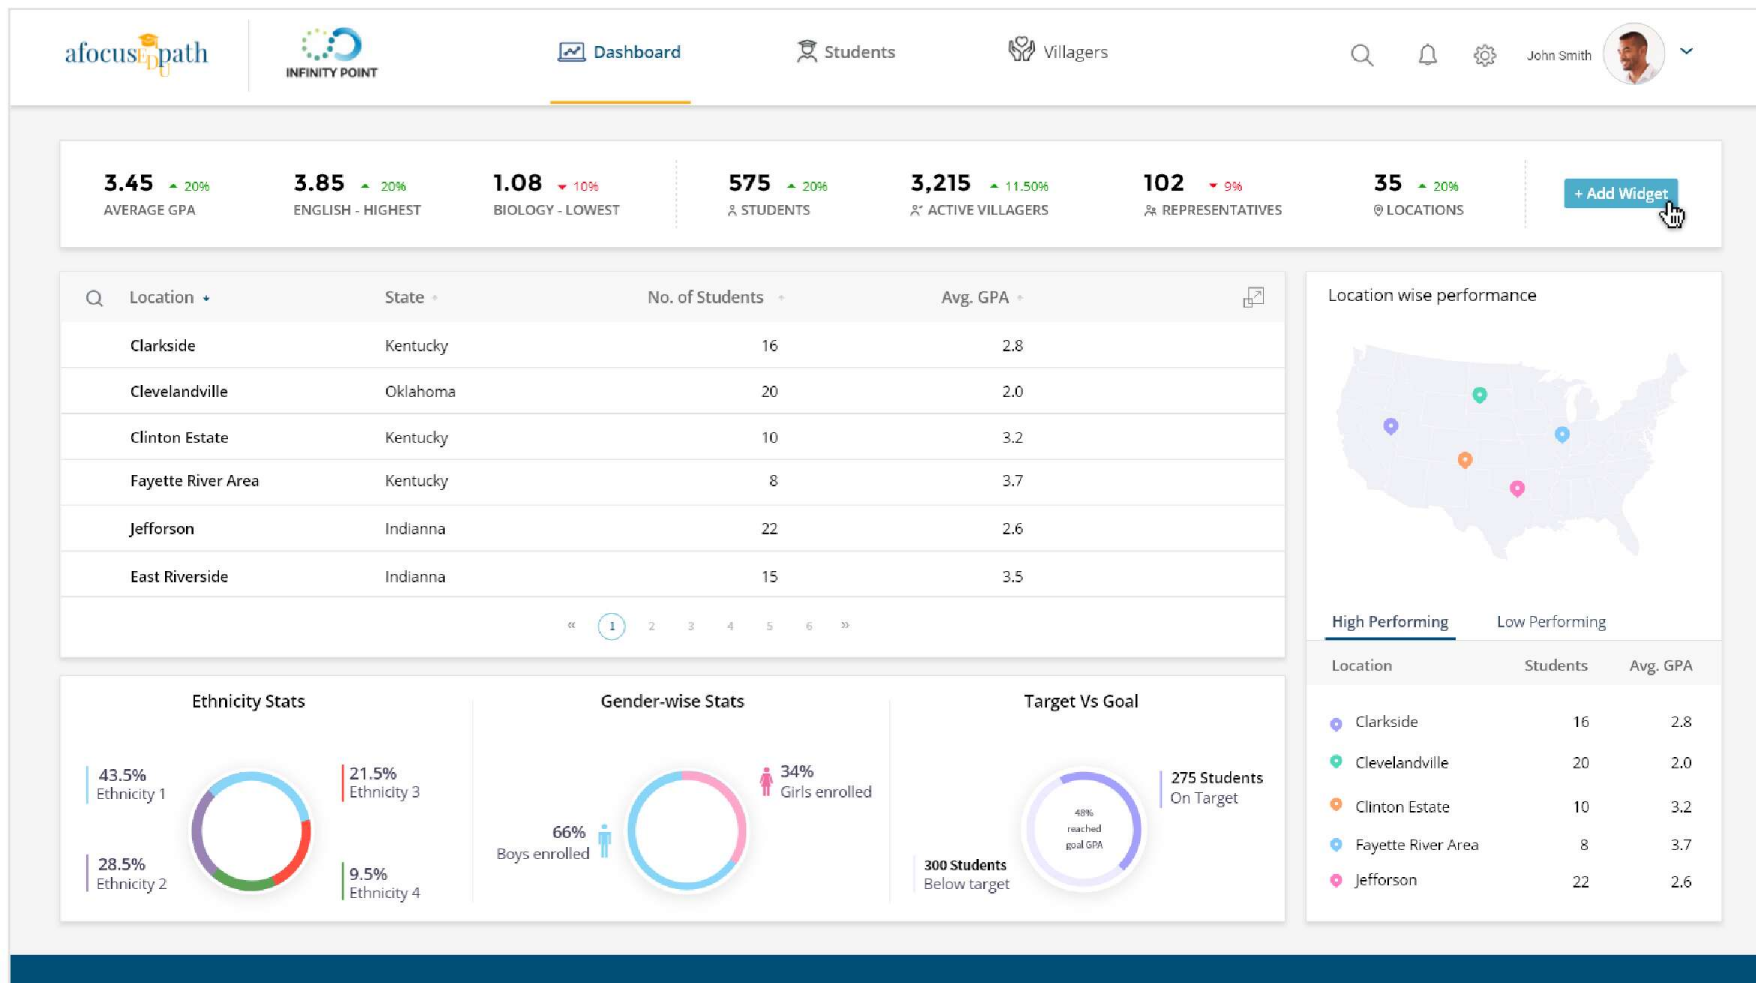 afocusEDUpath
INFINITY POINT
Dashboard
Students
Villagers
John Smith
3.45 20%
AVERAGE GPA
3.85 20%
ENGLISH - HIGHEST
1.08 10%
BIOLOGY - LOWEST
575 20%
STUDENTS
3,215 11.50%
ACTIVE VILLAGERS
102 9%
REPRESENTATIVES
35 20%
LOCATIONS
+ Add Widget
Location State No. of Students Avg. GPA
Clarkside Kentucky 16 2.8
Clevelandville Oklahoma 20 2.0
Clinton Estate Kentucky 10 3.2
Fayette River Area Kentucky 8 3.7
Jefforson Indianna 22 2.6
East Riverside Indianna 15 3.5
« 1 2 3 4 5 6 »
Location wise performance
High Performing Low Performing
Location Students Avg. GPA
Clarkside 16 2.8
Clevelandville 20 2.0
Clinton Estate 10 3.2
Fayette River Area 8 3.7
Jefforson 22 2.6
Ethnicity Stats
43.5%
Ethnicity 1
21.5%
Ethnicity 3
28.5%
Ethnicity 2
9.5%
Ethnicity 4
Gender-wise Stats
34%
Girls enrolled
66%
Boys enrolled
Target Vs Goal
275 Students
On Target
48%
reached
goal GPA
300 Students
Below target